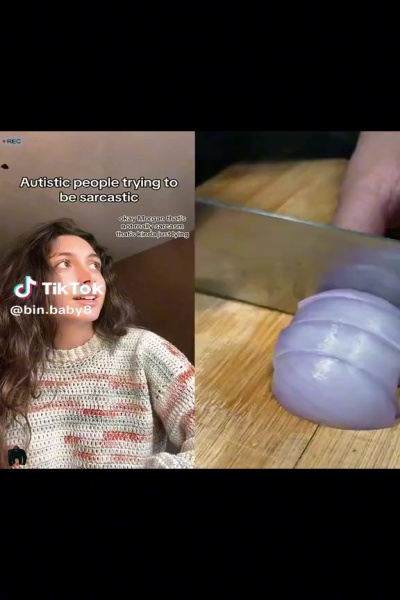 REC
Autistic people trying to
be sarcastic
okay Morgan that's
not really sarcasm
that's kinda just lying
TikTok
@bin.baby8